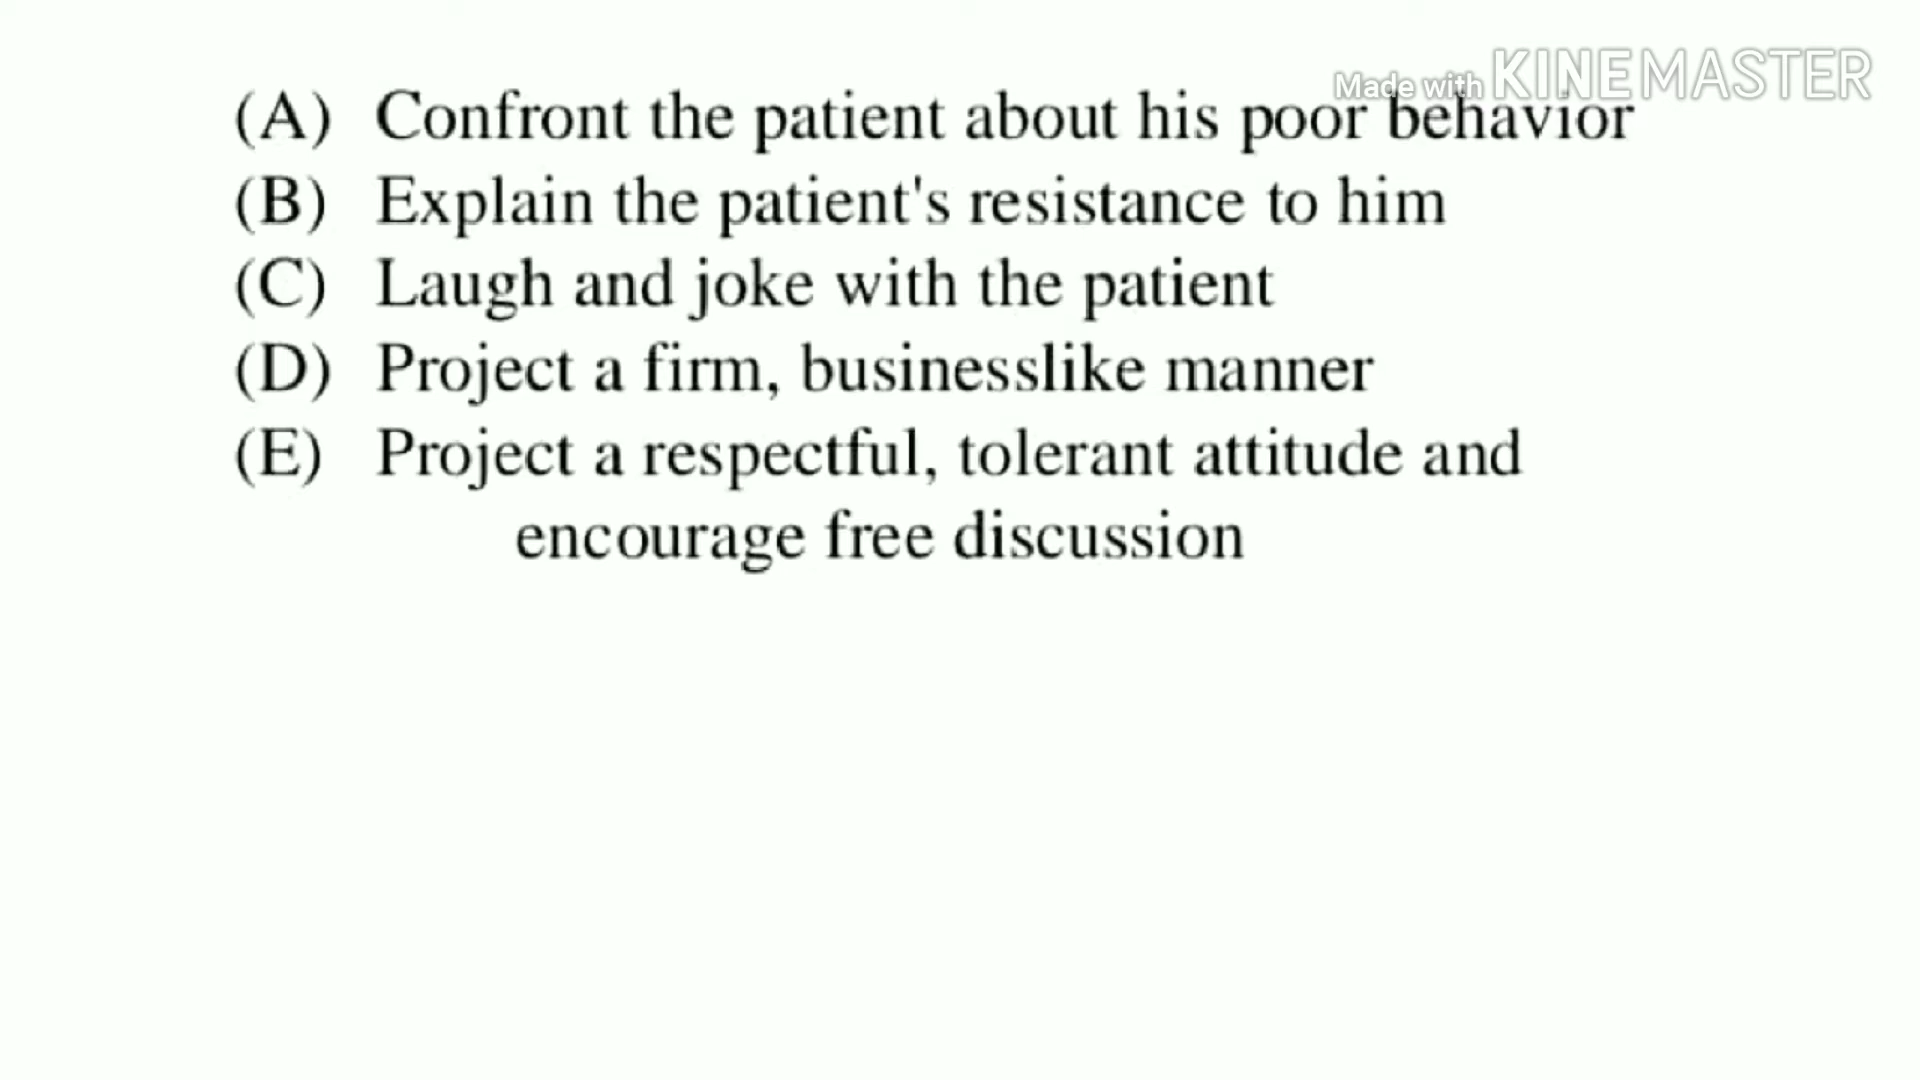 Made with KINEMASTER
(A) Confront the patient about his poor behavior
(B) Explain the patient's resistance to him
(C) Laugh and joke with the patient
(D) Project a firm, businesslike manner
(E) Project a respectful, tolerant attitude and
encourage free discussion